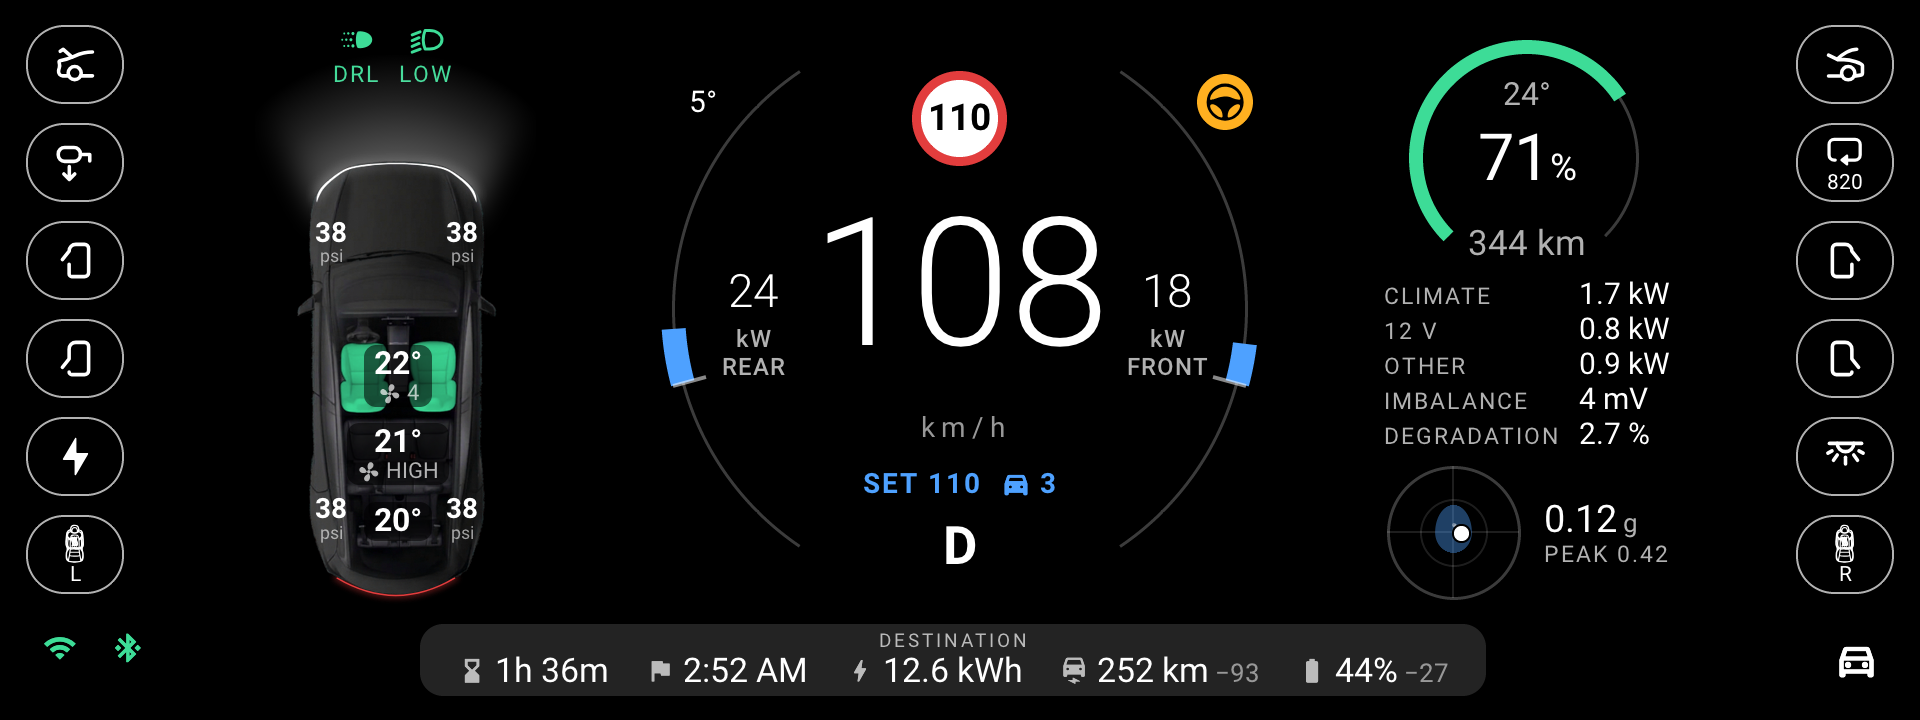 DRL LOW
5°
110
24°
71%
344 km
820
38 psi
38 psi
108
24 kW REAR
18 kW FRONT
km/h
SET 110 3
D
22°
4
21°
HIGH
20°
38 psi
38 psi
CLIMATE 1.7 kW
12 V 0.8 kW
OTHER 0.9 kW
IMBALANCE 4 mV
DEGRADATION 2.7 %
0.12 g
PEAK 0.42
L
R
DESTINATION
1h 36m 2:52 AM 12.6 kWh 252 km –93 44% –27